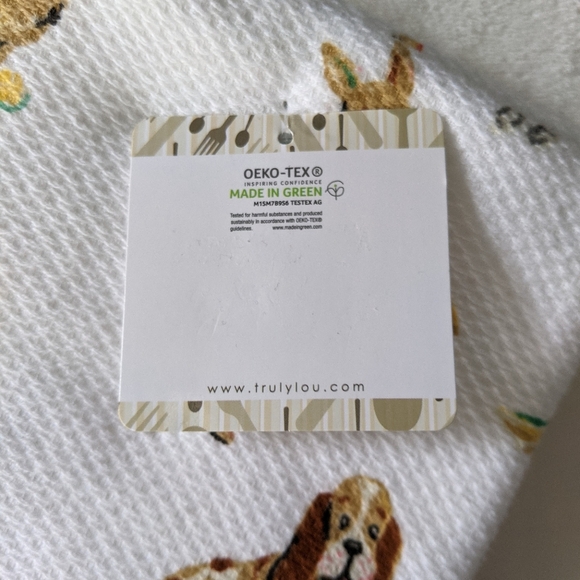 OEKO-TEX®
INSPIRING CONFIDENCE
MADE IN GREEN
M1SM7B9S6 TESTEX AG
Tested for harmful substances and produced
sustainably in accordance with OEKO-TEX®
guidelines. www.madeingreen.com
www.trulylou.com